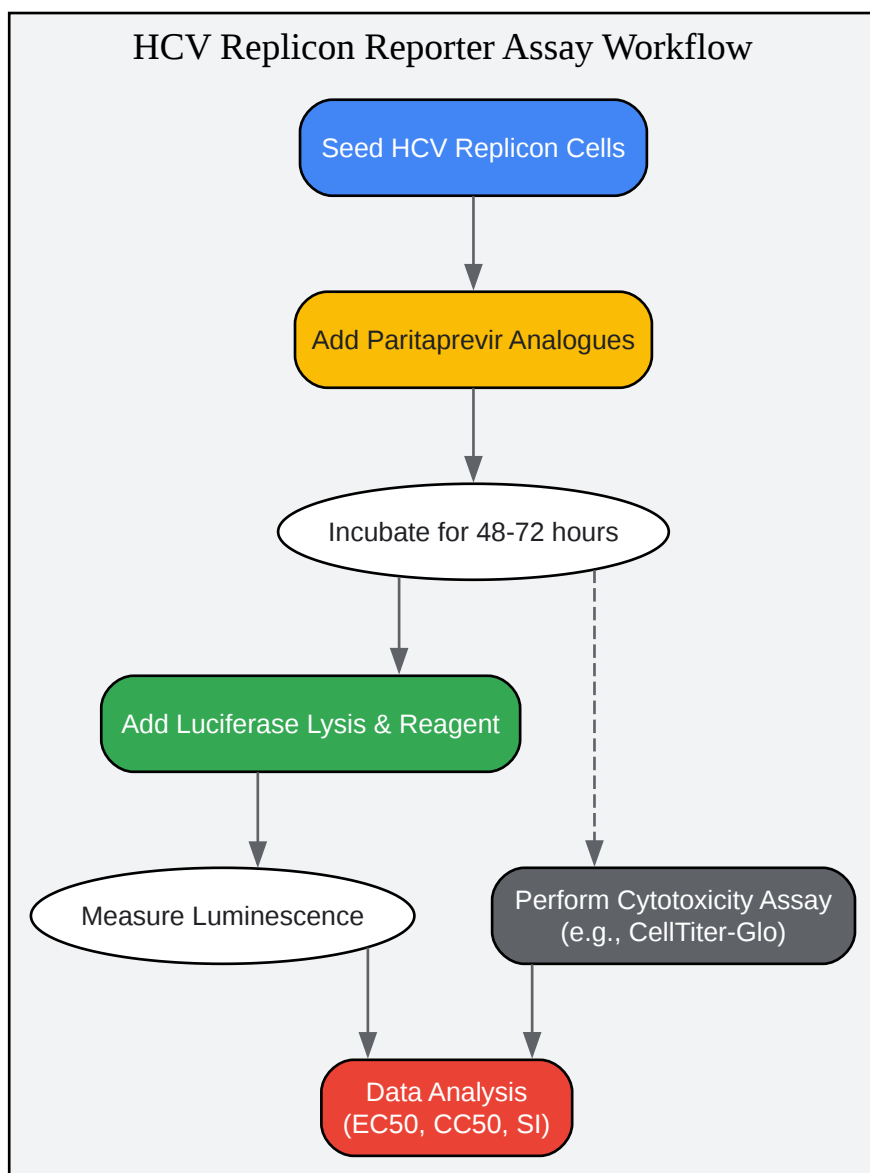 HCV Replicon Reporter Assay Workflow
Seed HCV Replicon Cells
Add Paritaprevir Analogues
Incubate for 48-72 hours
Add Luciferase Lysis & Reagent
Measure Luminescence
Perform Cytotoxicity Assay
(e.g., CellTiter-Glo)
Data Analysis
(EC50, CC50, SI)